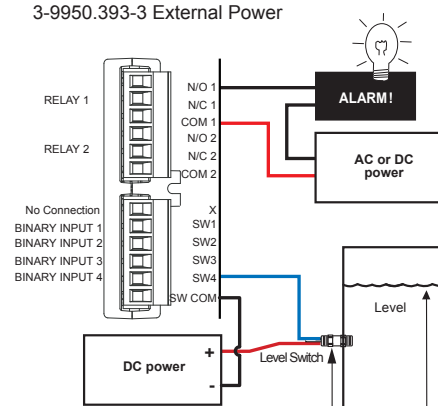 3-9950.393-3 External Power
RELAY 1
RELAY 2
N/O 1
N/C 1
COM 1
N/O 2
N/C 2
COM 2
ALARM!
AC or DC
power
No Connection
BINARY INPUT 1
BINARY INPUT 2
BINARY INPUT 3
BINARY INPUT 4
X
SW1
SW2
SW3
SW4
SW COM
Level
Level Switch
DC power
+
-